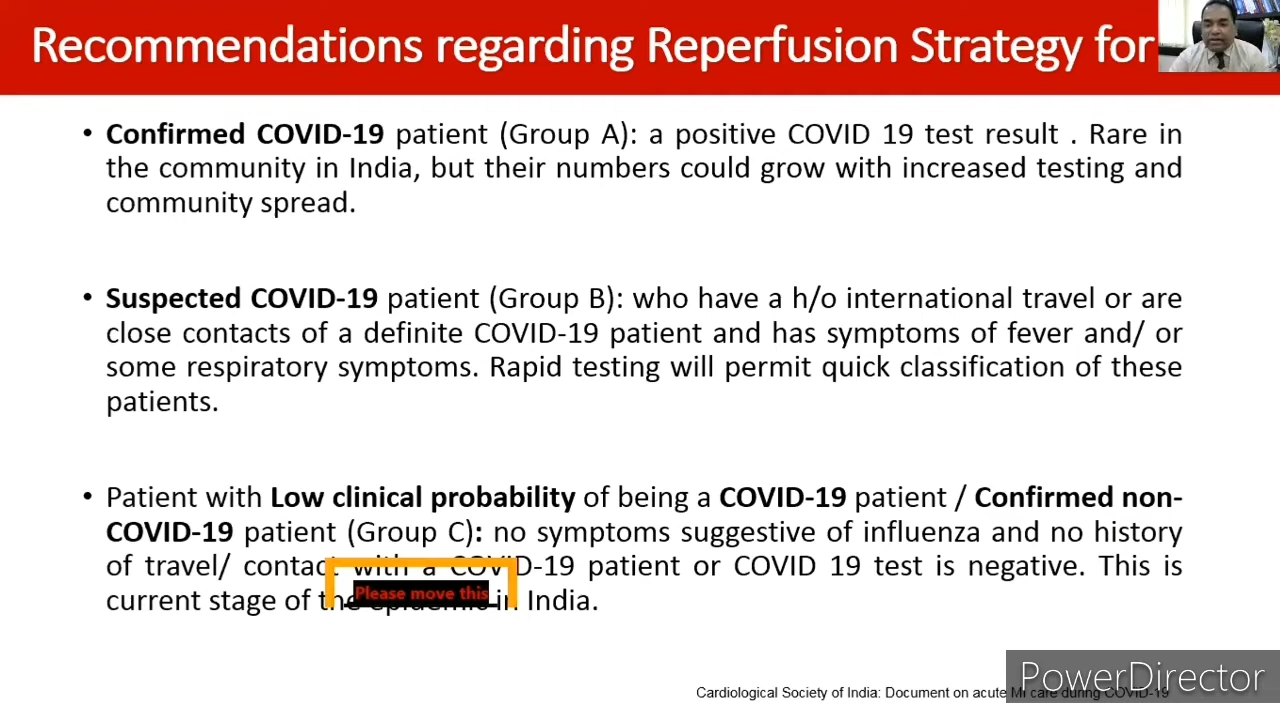 Recommendations regarding Reperfusion Strategy for
• Confirmed COVID-19 patient (Group A): a positive COVID 19 test result . Rare in
the community in India, but their numbers could grow with increased testing and
community spread.
• Suspected COVID-19 patient (Group B): who have a h/o international travel or are
close contacts of a definite COVID-19 patient and has symptoms of fever and/ or
some respiratory symptoms. Rapid testing will permit quick classification of these
patients.
• Patient with Low clinical probability of being a COVID-19 patient / Confirmed non-
COVID-19 patient (Group C): no symptoms suggestive of influenza and no history
of travel/ contact with a COVID-19 patient or COVID 19 test is negative. This is
current stage of the epidemic in India.
Please move this
PowerDirector
Cardiological Society of India: Document on acute MI care during COVID-19